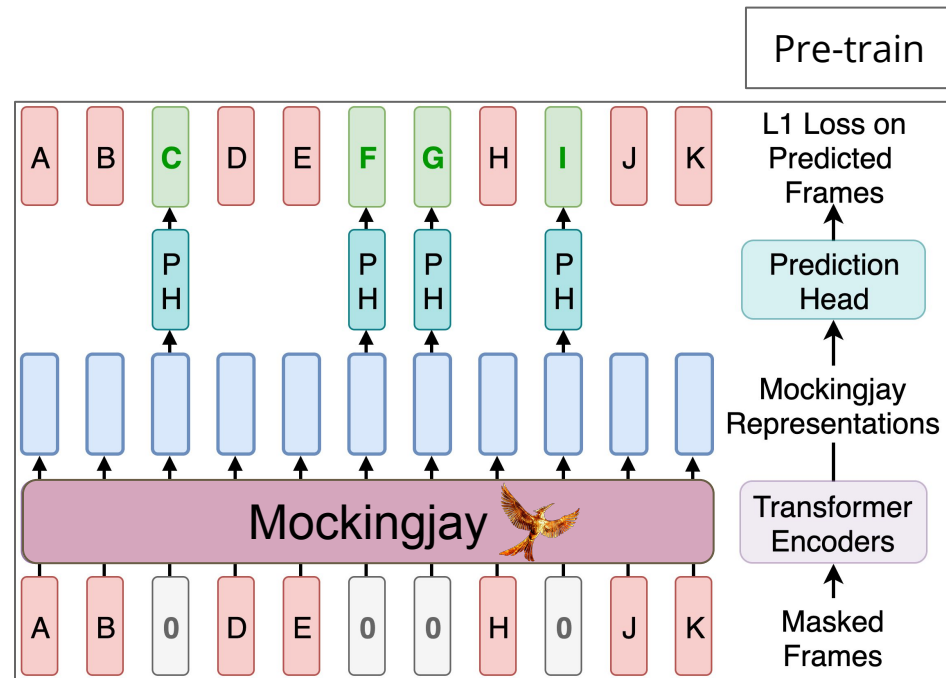 Pre-train
A B C D E F G H I J K
L1 Loss on
Predicted
Frames
P P P P
H H H H
Prediction
Head
Mockingjay
Representations
Mockingjay
Transformer
Encoders
A B 0 D E 0 0 H 0 J K
Masked
Frames